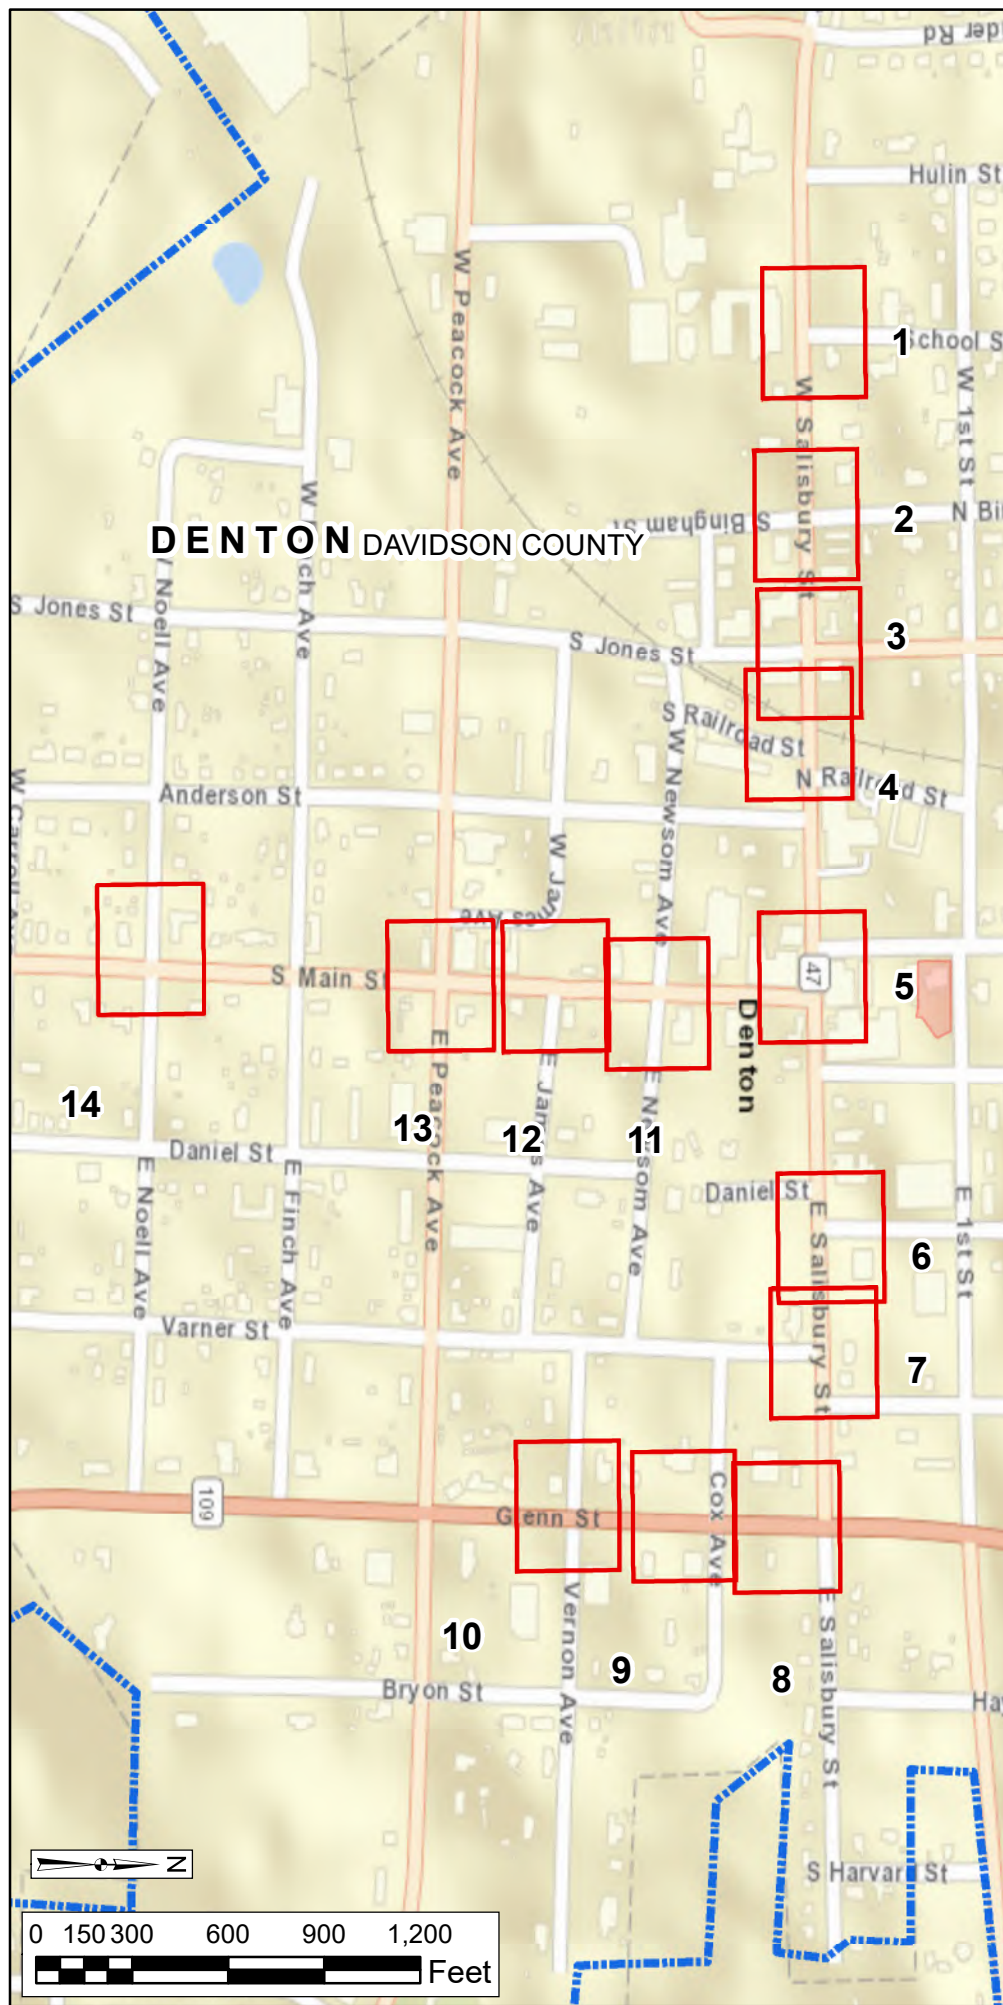 Hulin St
1
School S
W Peacock Ave
W Salisbury St
W 1st St
2
S Bingham St
N Bi
DENTON DAVIDSON COUNTY
W Noell Ave
S Jones St
S Jones St
3
S Railroad St
W Newsom Ave
N Railroad St
4
Anderson St
W James Ave
S Main St
47
5
Denton
E Peacock Ave
E James Ave
E Newsom Ave
14
13
12
11
Daniel St
Daniel St
E Noell Ave
E Finch Ave
E Salisbury St
E 1st St
6
Varner St
7
109
Glenn St
Cox Ave
Vernon Ave
E Salisbury St
10
9
8
Bryon St
Ha
S Harvard St
N
0 150 300 600 900 1,200
Feet